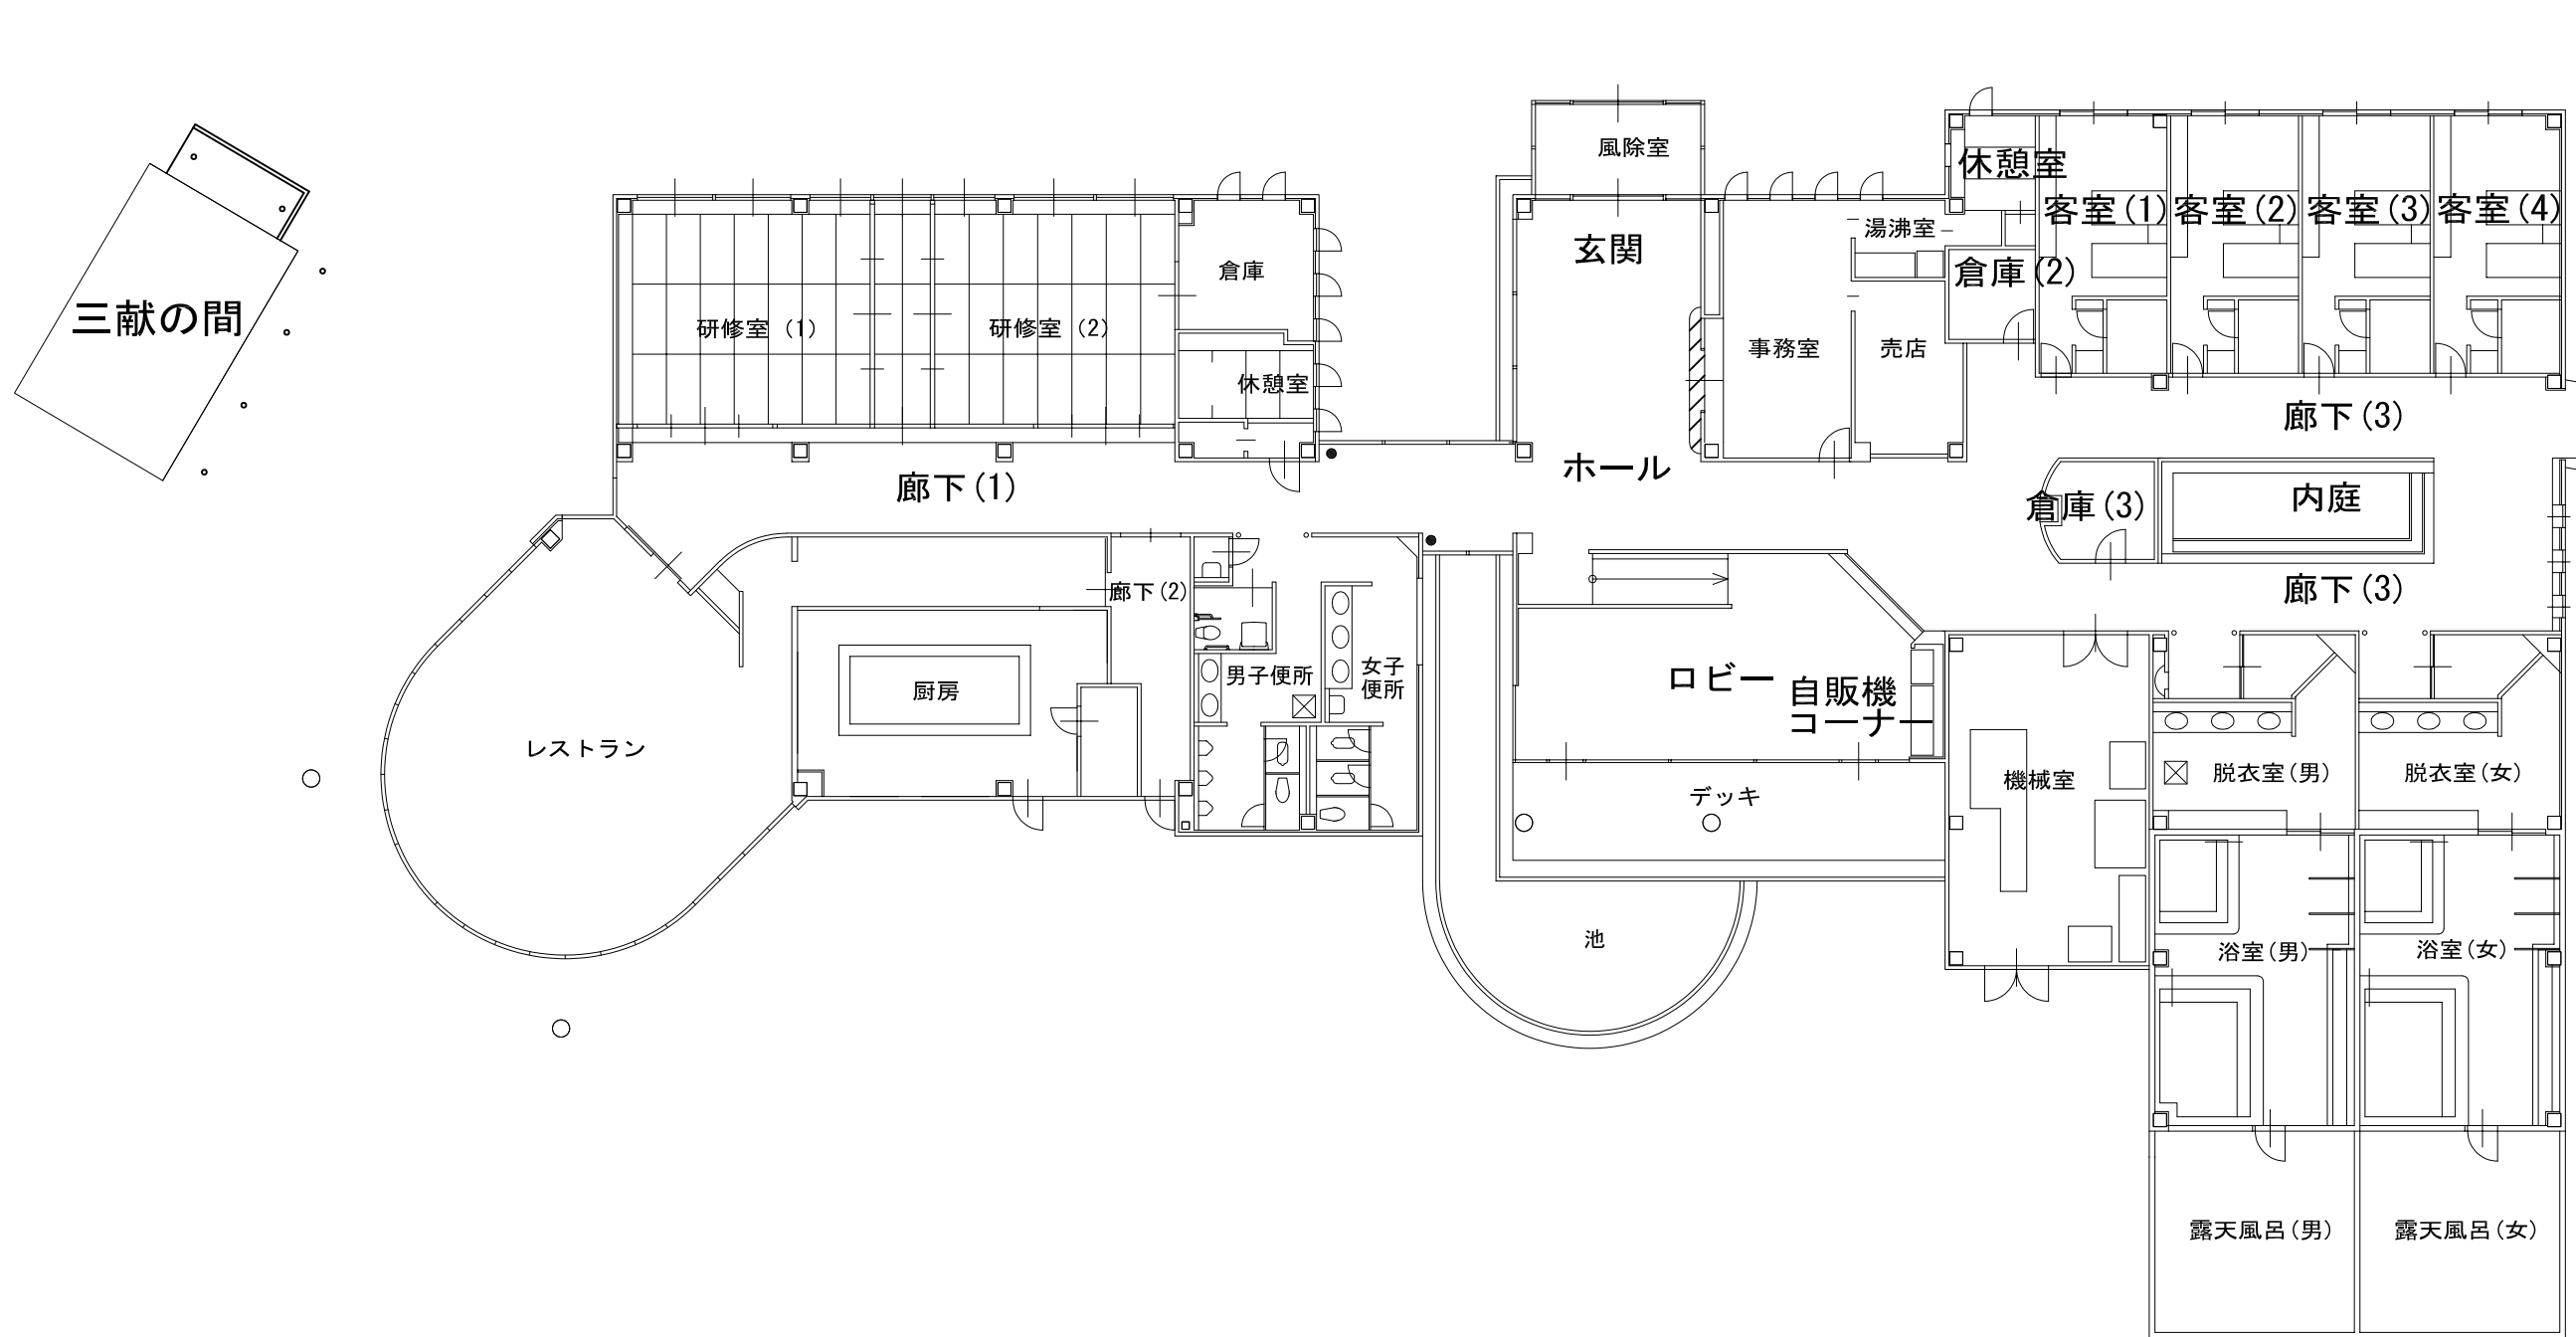 風除室
休憩室
客室(1)
客室(2)
客室(3)
客室(4)
玄関
湯沸室
倉庫
倉庫(2)
三献の間
研修室(1)
研修室(2)
事務室
売店
休憩室
廊下(3)
ホール
廊下(1)
倉庫(3)
内庭
廊下(2)
廊下(3)
男子便所
女子
便所
ロビー
自販機
コーナー
厨房
レストラン
デッキ
機械室
脱衣室(男)
脱衣室(女)
池
浴室(男)
浴室(女)
露天風呂(男)
露天風呂(女)